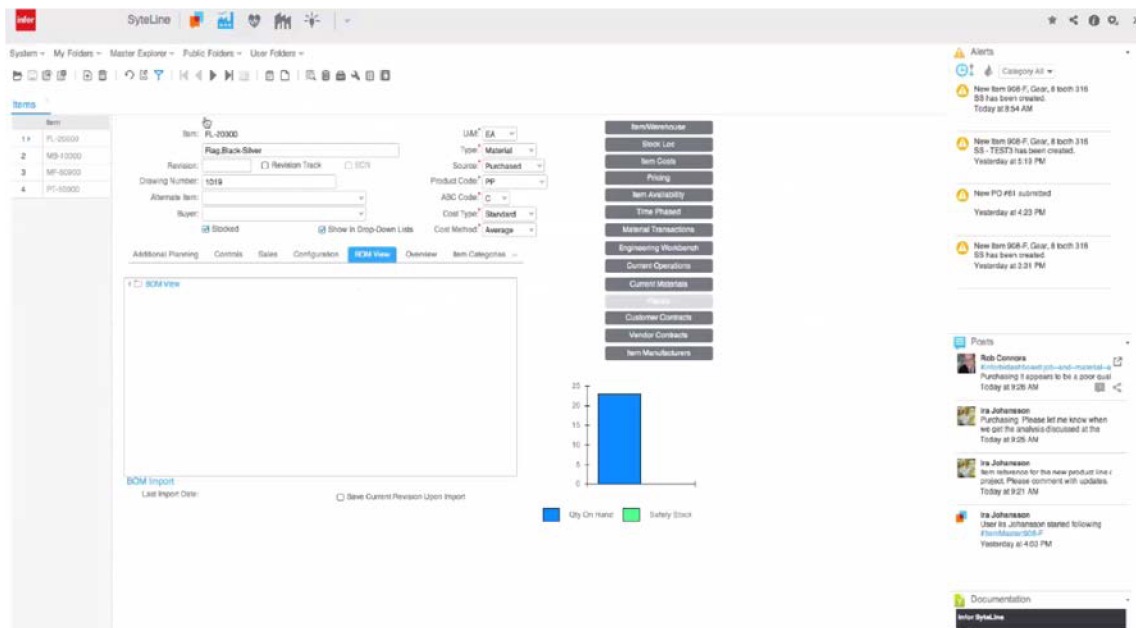 infor
SyteLine
System
My Folders
Master Explorer
Public Folders
User Folders
Items
Item
1
FL-20000
2
MS-10000
3
MF-50000
4
PT-10000
Item:
FL-20000
Flag,Black-Silver
Revision:
Revision Track
ECN
Drawing Number:
1019
Alternate Item:
Buyer:
Stocked
Show In Drop-Down Lists
U/M:*
EA
Type:*
Material
Source:*
Purchased
Product Code:*
PP
ABC Code:*
C
Cost Type:*
Standard
Cost Method:*
Average
Additional Planning
Controls
Sales
Configuration
BOM View
Overview
Item Categories
BOM View
BOM Import
Last Import Date:
Save Current Revision Upon Import
Item/Warehouse
Stock Loc
Item Costs
Pricing
Item Availability
Time Phased
Material Transactions
Engineering Workbench
Current Operations
Current Materials
Customer Contracts
Vendor Contracts
Item Manufacturers
25
20
15
10
5
0
Qty On Hand
Safety Stock
Alerts
Category All
New Item 908-F, Gear, 8 tooth 316
SS has been created.
Today at 8:54 AM
New Item 908-F, Gear, 8 tooth 316
SS - TEST3 has been created.
Yesterday at 5:19 PM
New PO #61 submitted
Yesterday at 4:23 PM
New Item 908-F, Gear, 8 tooth 316
SS has been created.
Yesterday at 2:31 PM
Posts
Rob Connors
Purchasing it appears to be a poor qual
Today at 9:26 AM
Ira Johansson
Purchasing. Please let me know when
we get the analysis discussed at the
Today at 9:25 AM
Ira Johansson
Item reference for the new product line
project. Please comment with updates.
Today at 9:21 AM
Ira Johansson
User Ira Johansson started following
#ItemMaster908-F
Yesterday at 4:03 PM
Documentation
Infor SyteLine